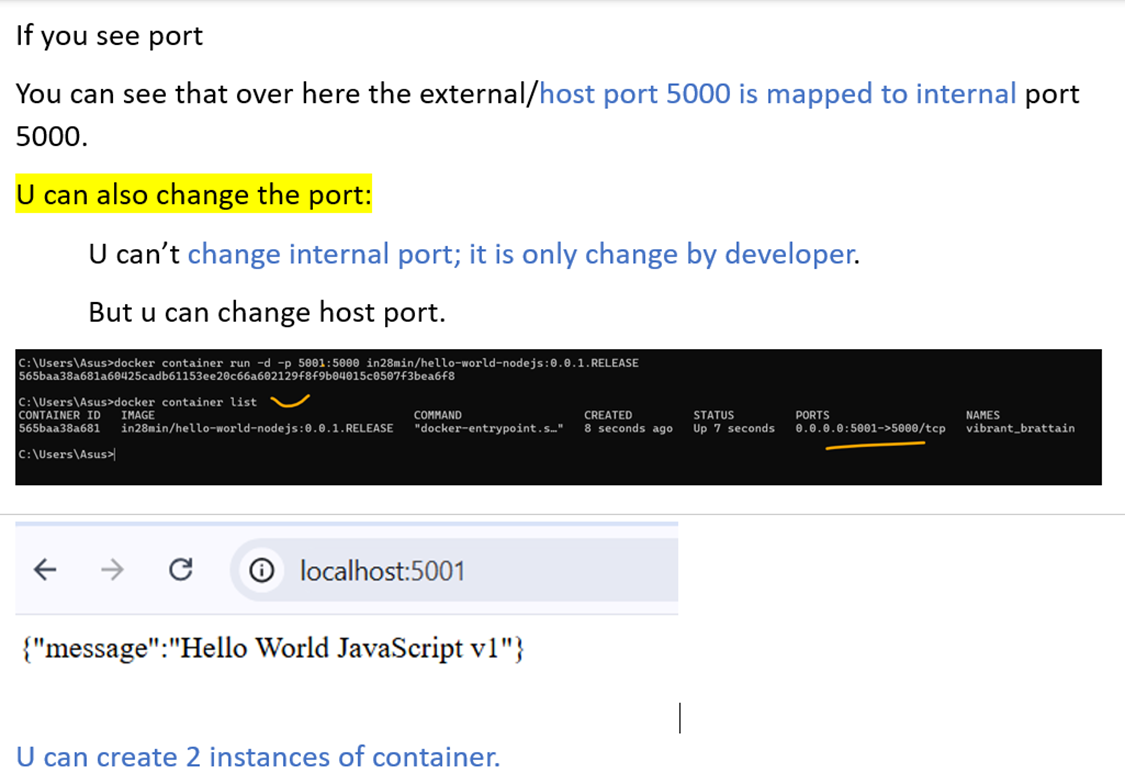 If you see port
You can see that over here the external/host port 5000 is mapped to internal port
5000.
U can also change the port:
U can’t change internal port; it is only change by developer.
But u can change host port.
C:\Users\Asus>docker container run -d -p 5001:5000 in28min/hello-world-nodejs:0.0.1.RELEASE
565baa38a681a60425cadb61153ee20c66a602129f8f9b04015c0507f3bea6f8
C:\Users\Asus>docker container list
CONTAINER ID IMAGE COMMAND CREATED STATUS PORTS NAMES
565baa38a681 in28min/hello-world-nodejs:0.0.1.RELEASE "docker-entrypoint.s…" 8 seconds ago Up 7 seconds 0.0.0.0:5001->5000/tcp vibrant_brattain
C:\Users\Asus>
localhost:5001
{"message":"Hello World JavaScript v1"}
U can create 2 instances of container.